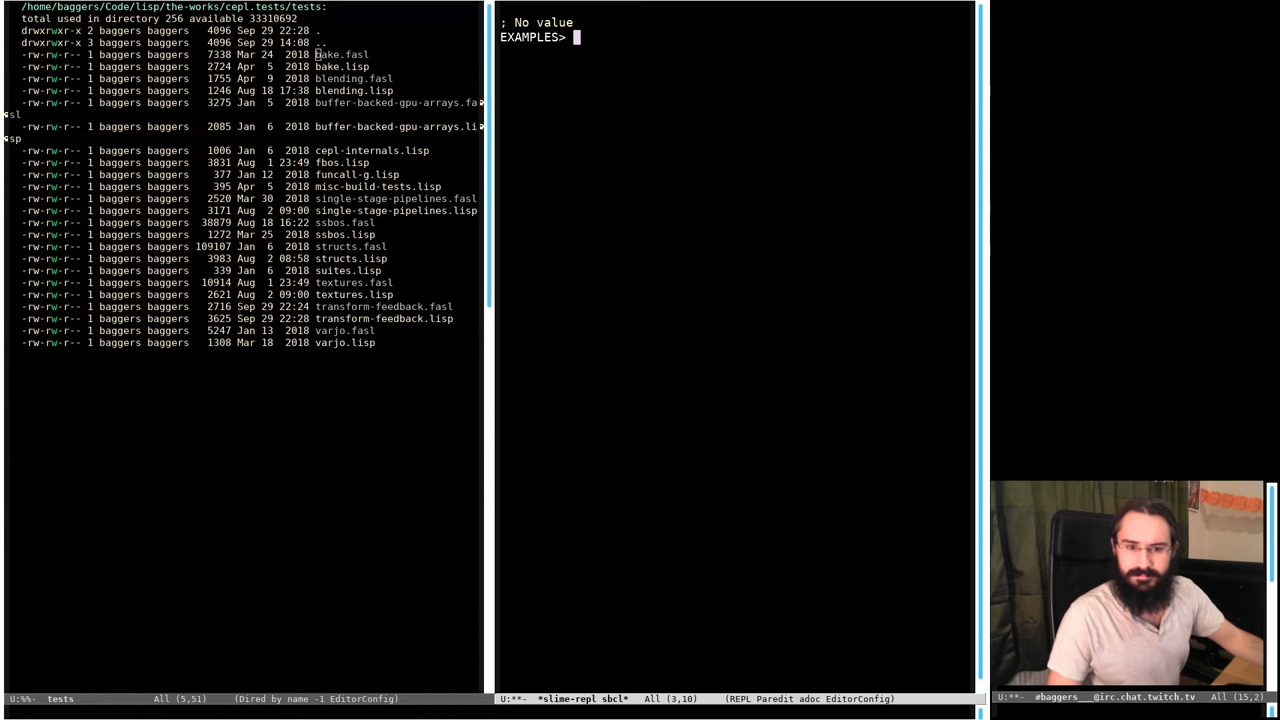 /home/baggers/Code/lisp/the-works/cepl.tests/tests:
total used in directory 256 available 33310692
drwxrwxr-x 2 baggers baggers 4096 Sep 29 22:28 .
drwxrwxr-x 3 baggers baggers 4096 Sep 29 14:08 ..
-rw-rw-r-- 1 baggers baggers 7338 Mar 24 2018 bake.fasl
-rw-rw-r-- 1 baggers baggers 2724 Apr 5 2018 bake.lisp
-rw-rw-r-- 1 baggers baggers 1755 Apr 9 2018 blending.fasl
-rw-rw-r-- 1 baggers baggers 1246 Aug 18 17:38 blending.lisp
-rw-rw-r-- 1 baggers baggers 3275 Jan 5 2018 buffer-backed-gpu-arrays.fa
sl
-rw-rw-r-- 1 baggers baggers 2085 Jan 6 2018 buffer-backed-gpu-arrays.li
sp
-rw-rw-r-- 1 baggers baggers 1006 Jan 6 2018 cepl-internals.lisp
-rw-rw-r-- 1 baggers baggers 3831 Aug 1 23:49 fbos.lisp
-rw-rw-r-- 1 baggers baggers 377 Jan 12 2018 funcall-g.lisp
-rw-rw-r-- 1 baggers baggers 395 Apr 5 2018 misc-build-tests.lisp
-rw-rw-r-- 1 baggers baggers 2520 Mar 30 2018 single-stage-pipelines.fasl
-rw-rw-r-- 1 baggers baggers 3171 Aug 2 09:00 single-stage-pipelines.lisp
-rw-rw-r-- 1 baggers baggers 38879 Aug 18 16:22 ssbos.fasl
-rw-rw-r-- 1 baggers baggers 1272 Mar 25 2018 ssbos.lisp
-rw-rw-r-- 1 baggers baggers 109107 Jan 6 2018 structs.fasl
-rw-rw-r-- 1 baggers baggers 3983 Aug 2 08:58 structs.lisp
-rw-rw-r-- 1 baggers baggers 339 Jan 6 2018 suites.lisp
-rw-rw-r-- 1 baggers baggers 10914 Aug 1 23:49 textures.fasl
-rw-rw-r-- 1 baggers baggers 2621 Aug 2 09:00 textures.lisp
-rw-rw-r-- 1 baggers baggers 2716 Sep 29 22:24 transform-feedback.fasl
-rw-rw-r-- 1 baggers baggers 3625 Sep 29 22:28 transform-feedback.lisp
-rw-rw-r-- 1 baggers baggers 5247 Jan 13 2018 varjo.fasl
-rw-rw-r-- 1 baggers baggers 1308 Mar 18 2018 varjo.lisp
U:%%- tests All (5,51) (Dired by name -1 EditorConfig)
; No value
EXAMPLES>
U:**- *slime-repl sbcl* All (3,10) (REPL Paredit adoc EditorConfig)
U:**- #baggers___@irc.chat.twitch.tv All (15,2)